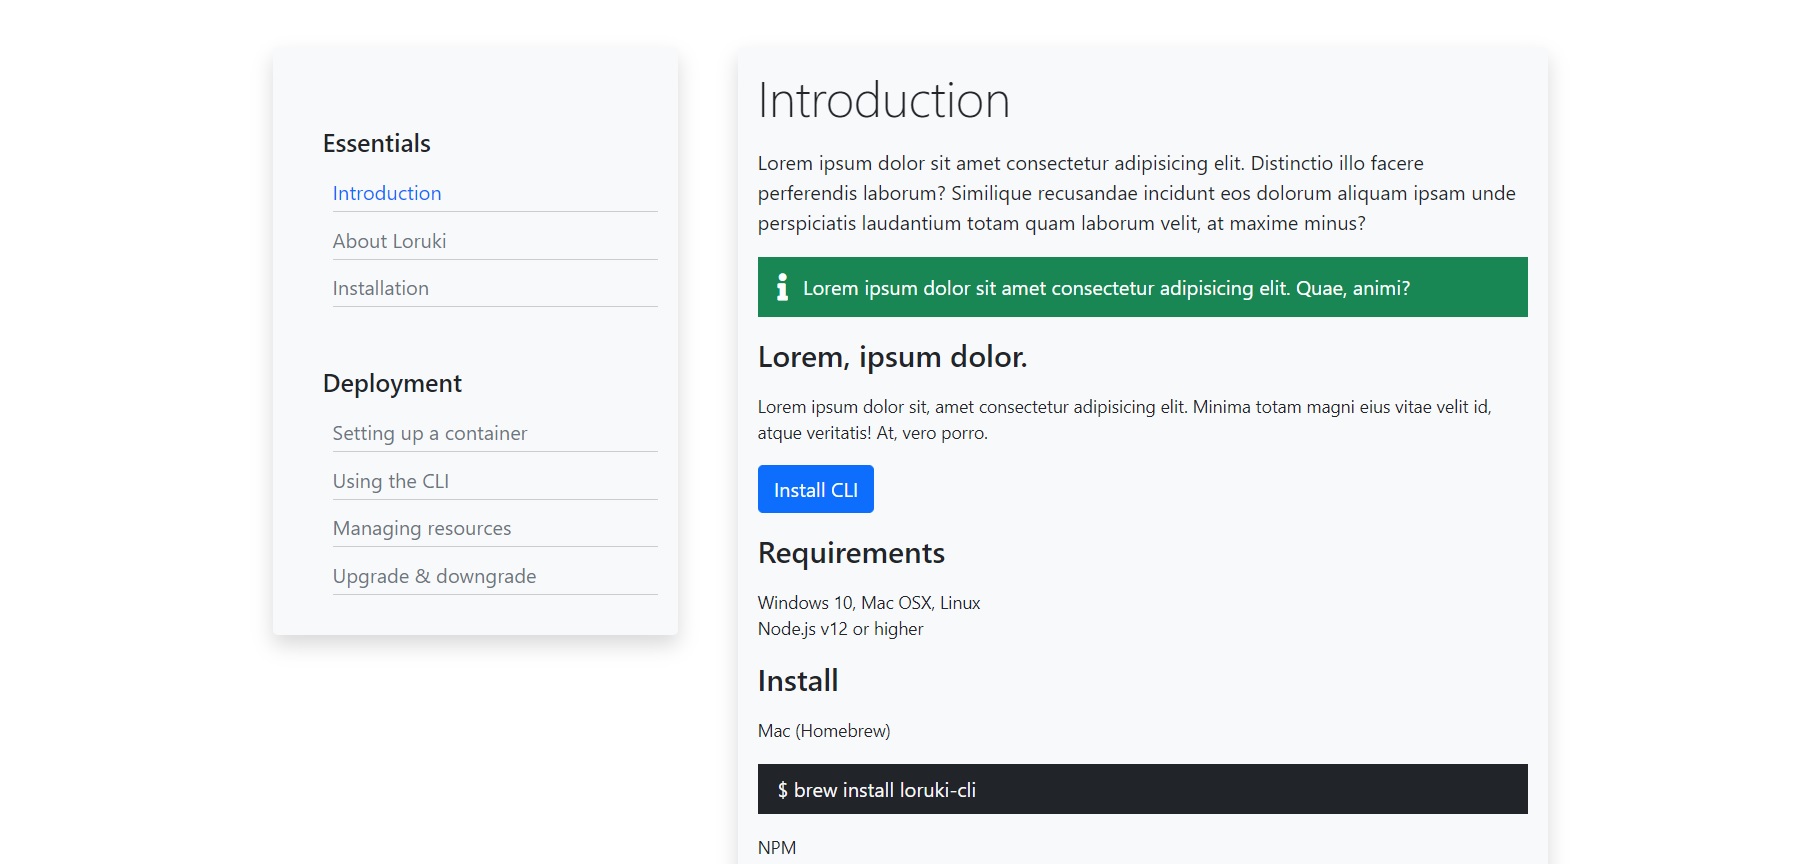 Essentials
Introduction
About Loruki
Installation
Deployment
Setting up a container
Using the CLI
Managing resources
Upgrade & downgrade
Introduction
Lorem ipsum dolor sit amet consectetur adipisicing elit. Distinctio illo facere
perferendis laborum? Similique recusandae incidunt eos dolorum aliquam ipsam unde
perspiciatis laudantium totam quam laborum velit, at maxime minus?
Lorem ipsum dolor sit amet consectetur adipisicing elit. Quae, animi?
Lorem, ipsum dolor.
Lorem ipsum dolor sit, amet consectetur adipisicing elit. Minima totam magni eius vitae velit id,
atque veritatis! At, vero porro.
Install CLI
Requirements
Windows 10, Mac OSX, Linux
Node.js v12 or higher
Install
Mac (Homebrew)
$ brew install loruki-cli
NPM